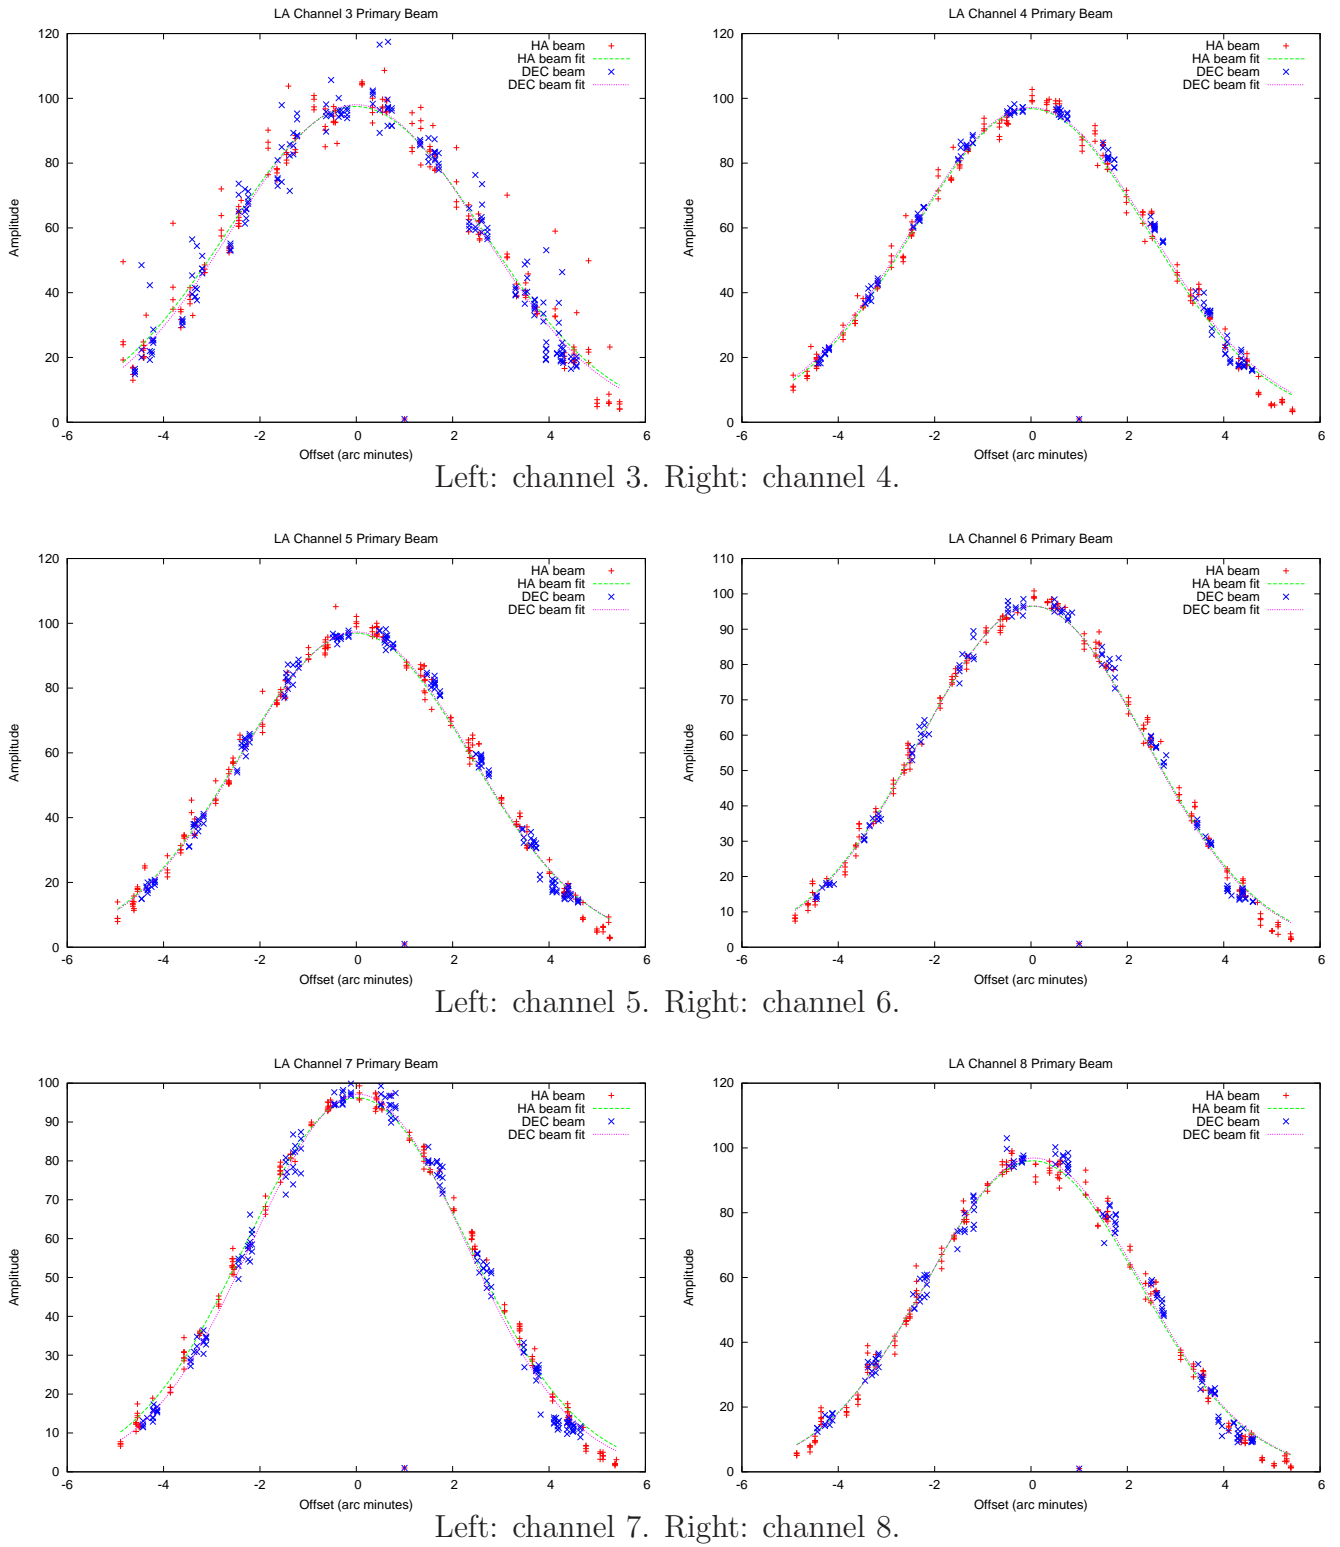 LA Channel 3 Primary Beam
120
100
80
60
40
20
0
Amplitude
HA beam
HA beam fit
DEC beam
DEC beam fit
-6 -4 -2 0 2 4 6
Offset (arc minutes)
LA Channel 4 Primary Beam
120
100
80
60
40
20
0
Amplitude
HA beam
HA beam fit
DEC beam
DEC beam fit
-6 -4 -2 0 2 4 6
Offset (arc minutes)
Left: channel 3. Right: channel 4.
LA Channel 5 Primary Beam
120
100
80
60
40
20
0
Amplitude
HA beam
HA beam fit
DEC beam
DEC beam fit
-6 -4 -2 0 2 4 6
Offset (arc minutes)
LA Channel 6 Primary Beam
110
100
90
80
70
60
50
40
30
20
10
0
Amplitude
HA beam
HA beam fit
DEC beam
DEC beam fit
-6 -4 -2 0 2 4 6
Offset (arc minutes)
Left: channel 5. Right: channel 6.
LA Channel 7 Primary Beam
100
90
80
70
60
50
40
30
20
10
0
Amplitude
HA beam
HA beam fit
DEC beam
DEC beam fit
-6 -4 -2 0 2 4 6
Offset (arc minutes)
LA Channel 8 Primary Beam
120
100
80
60
40
20
0
Amplitude
HA beam
HA beam fit
DEC beam
DEC beam fit
-6 -4 -2 0 2 4 6
Offset (arc minutes)
Left: channel 7. Right: channel 8.